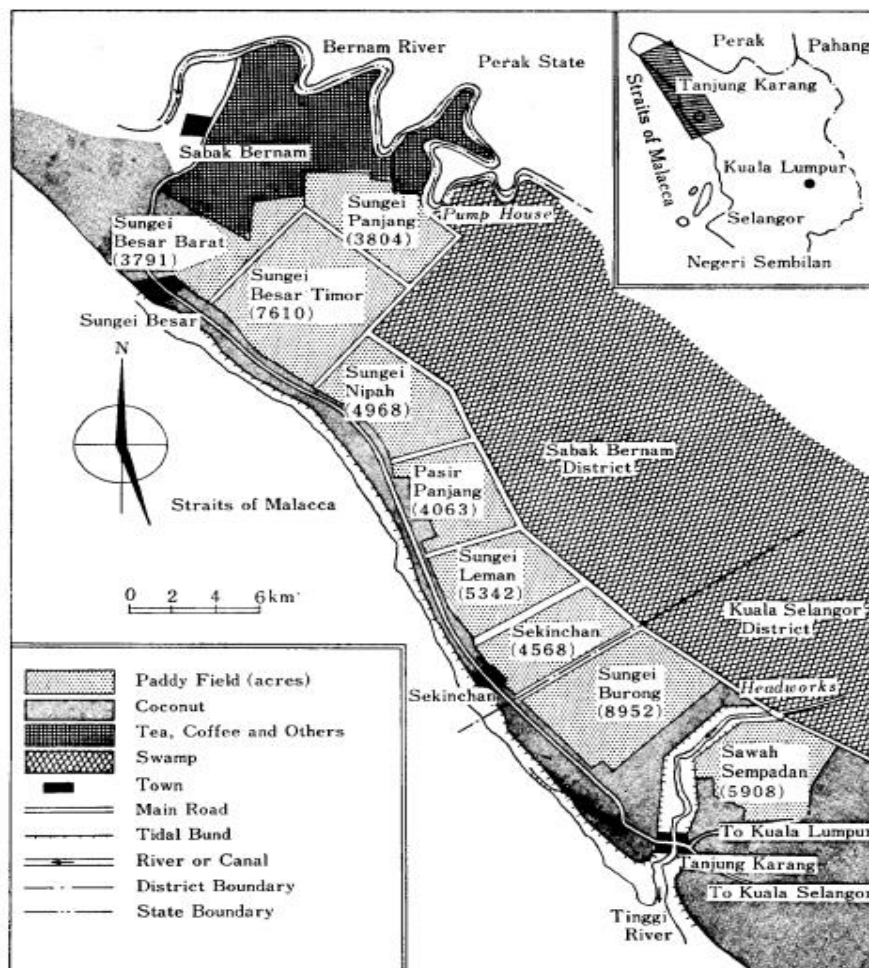 Bernam River
Perak State
Sabak Bernam
Pump House
Sungei
Panjang
(3804)
Sungei
Besar Barat
(3791)
Sungei
Besar Timor
(7610)
Sungei Besar
N
Sungei
Nipah
(4968)
Sabak Bernam
District
Pasir
Panjang
(4063)
Straits of Malacca
Sungei
Leman
(5342)
0 2 4 6km
Kuala Selangor
District
Sekinchan
(4568)
Sungei
Burong
(8952)
Headworks
Sekinchan
Sawah
Sempadan
(5908)
To Kuala Lumpur
Tanjung Karang
To Kuala Selangor
Tinggi
River
Perak
Pahang
Tanjung Karang
Straits of Malacca
Kuala Lumpur
Selangor
Negeri Sembilan
Paddy Field (acres)
Coconut
Tea, Coffee and Others
Swamp
Town
Main Road
Tidal Bund
River or Canal
District Boundary
State Boundary